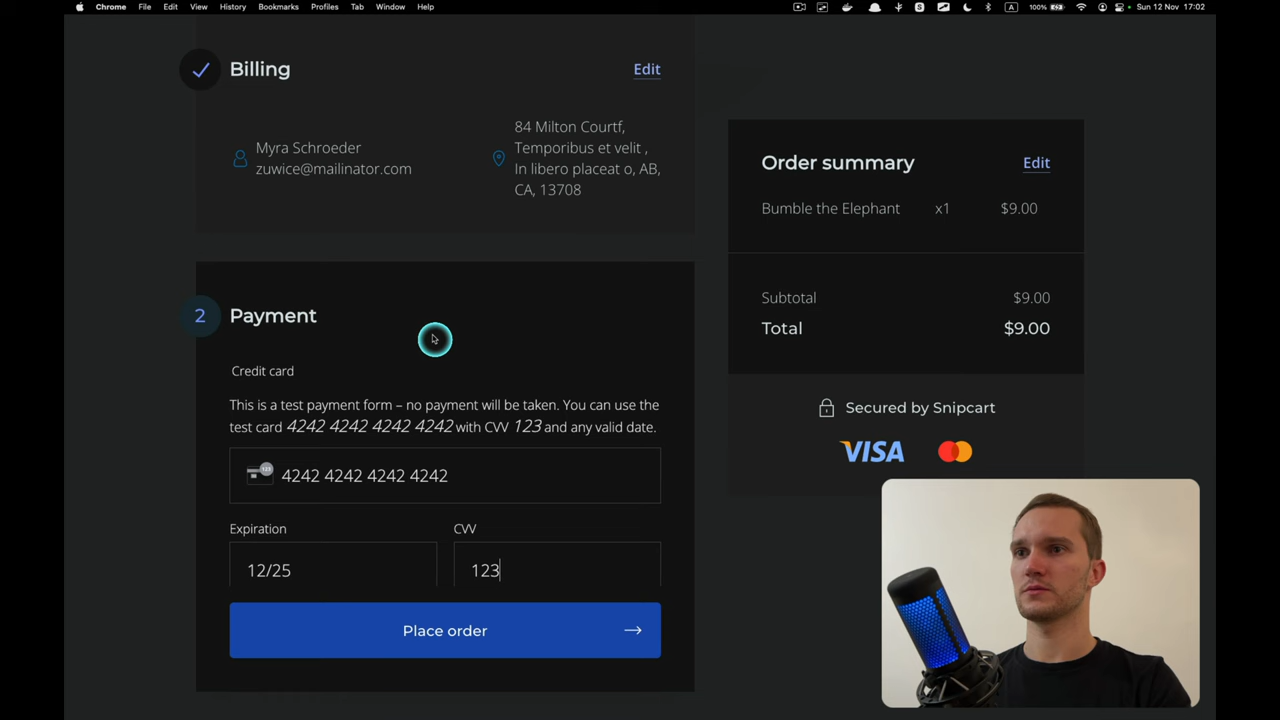 Chrome File Edit View History Bookmarks Profiles Tab Window Help
100% Sun 12 Nov 17:02
Billing
Edit
Myra Schroeder
zuwice@mailinator.com
84 Milton Courtf,
Temporibus et velit ,
In libero placeat o, AB,
CA, 13708
Order summary
Edit
Bumble the Elephant x1 $9.00
Subtotal $9.00
Total $9.00
Secured by Snipcart
VISA
2 Payment
Credit card
This is a test payment form – no payment will be taken. You can use the
test card 4242 4242 4242 4242 with CVV 123 and any valid date.
4242 4242 4242 4242
Expiration CVV
12/25 123
Place order